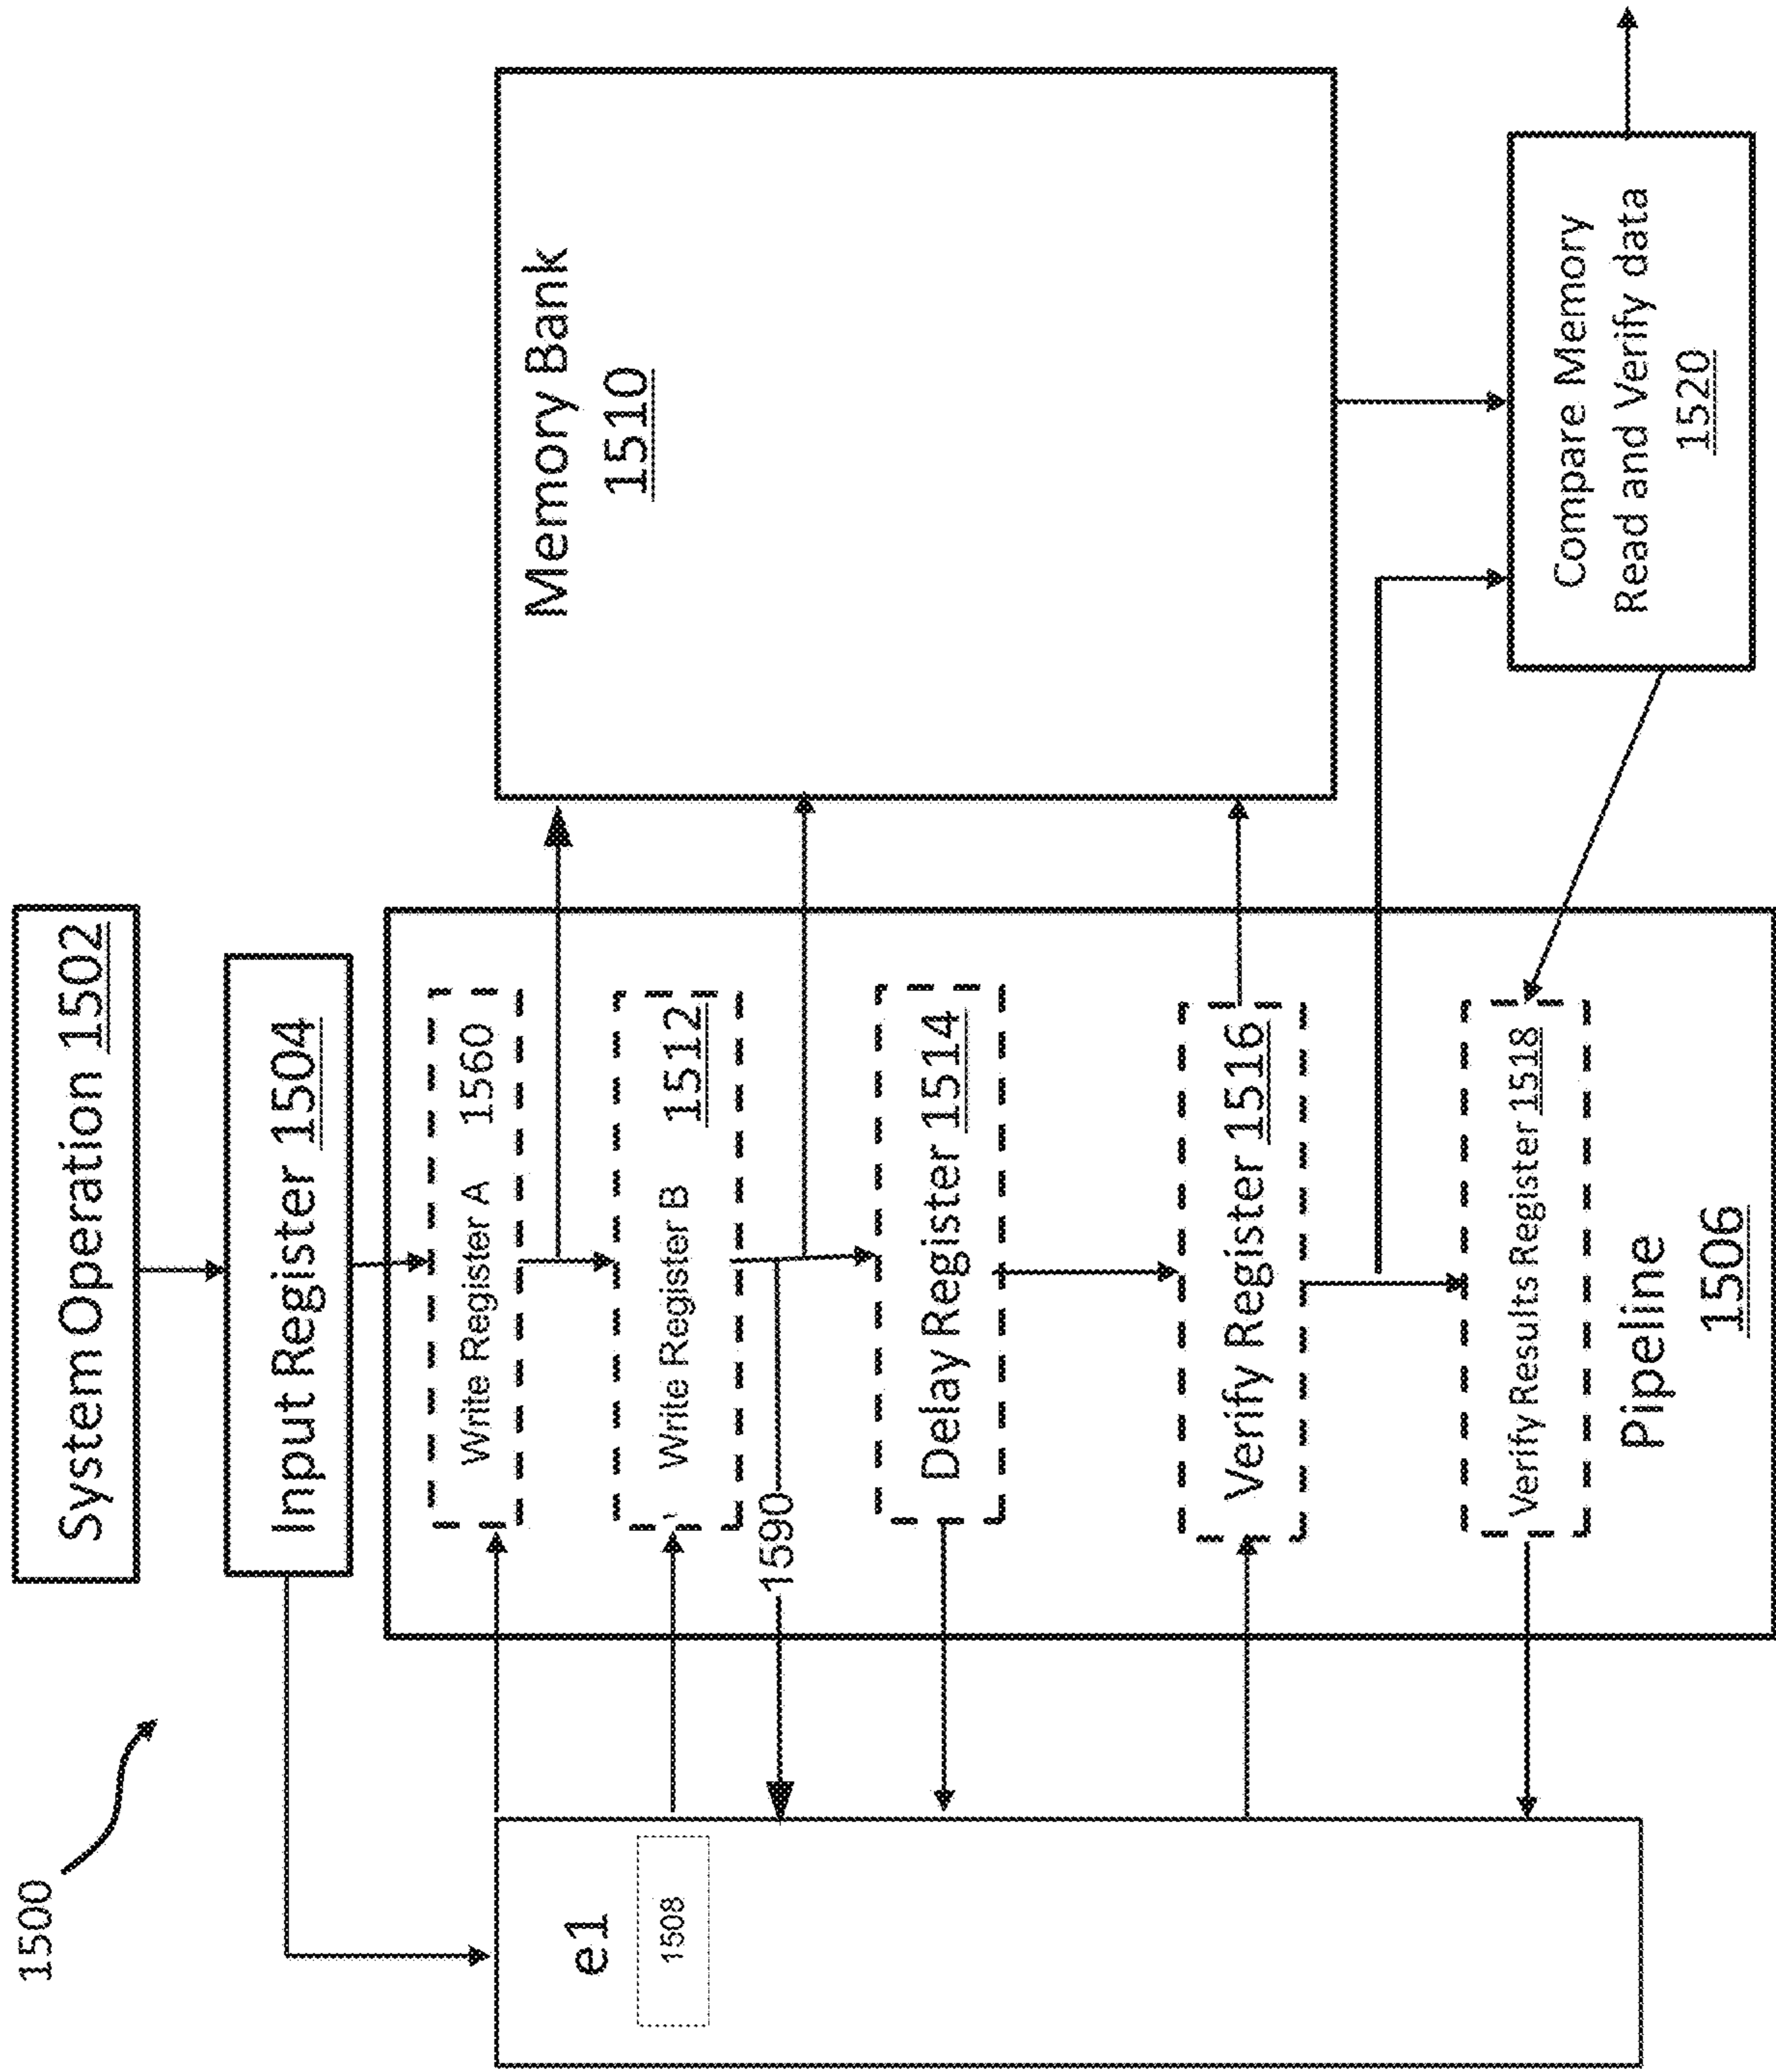 1500
System Operation 1502
Input Register 1504
Write Register A 1560
Write Register B 1512
1590
Delay Register 1514
Verify Register 1516
Verify Results Register 1518
Pipeline
1506
e1
1508
Memory Bank
1510
Compare Memory
Read and Verify data
1520